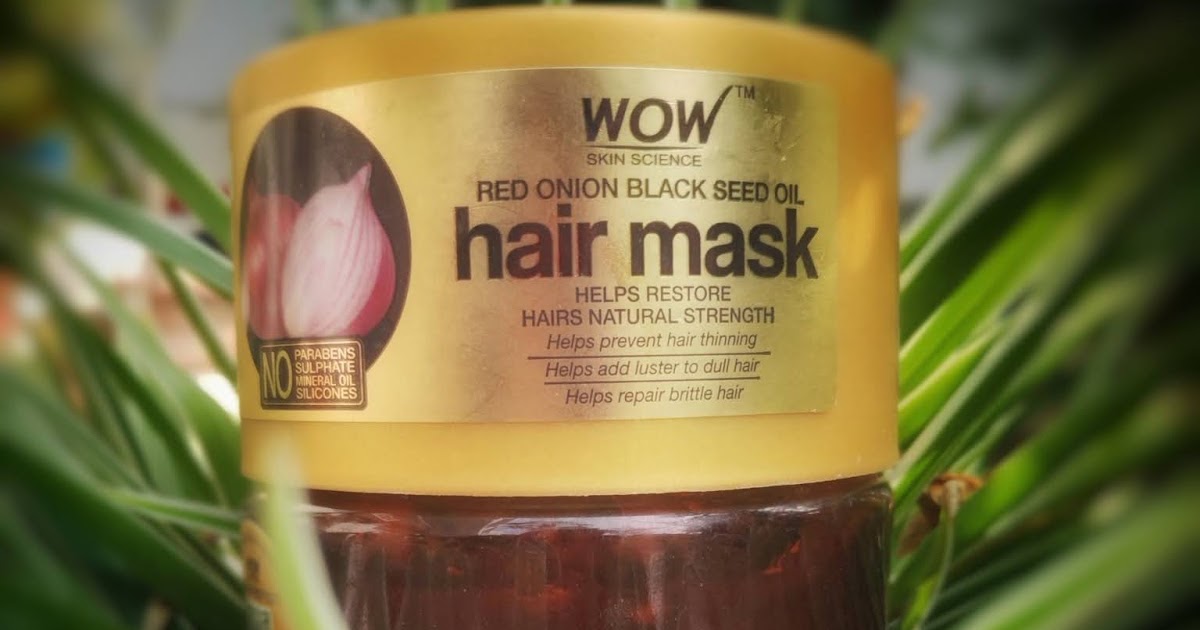 WOW™
SKIN SCIENCE
RED ONION BLACK SEED OIL
hair mask
HELPS RESTORE
HAIRS NATURAL STRENGTH
Helps prevent hair thinning
Helps add luster to dull hair
Helps repair brittle hair
NO
PARABENS
SULPHATE
MINERAL OIL
SILICONES